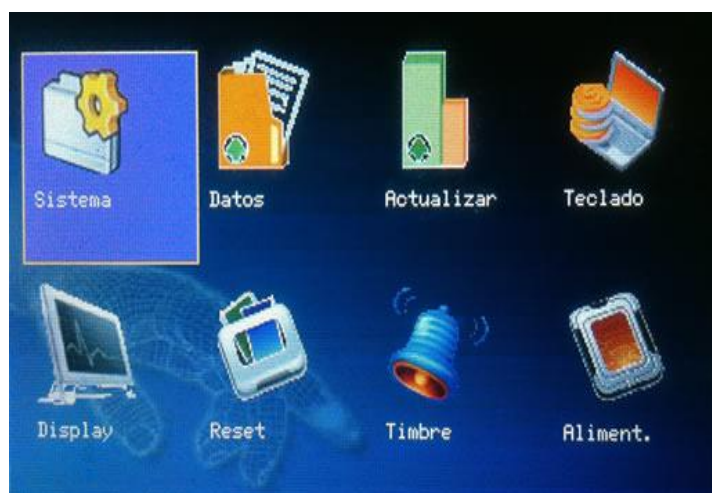 Sistema
Datos
Actualizar
Teclado
Display
Reset
Timbre
Aliment.